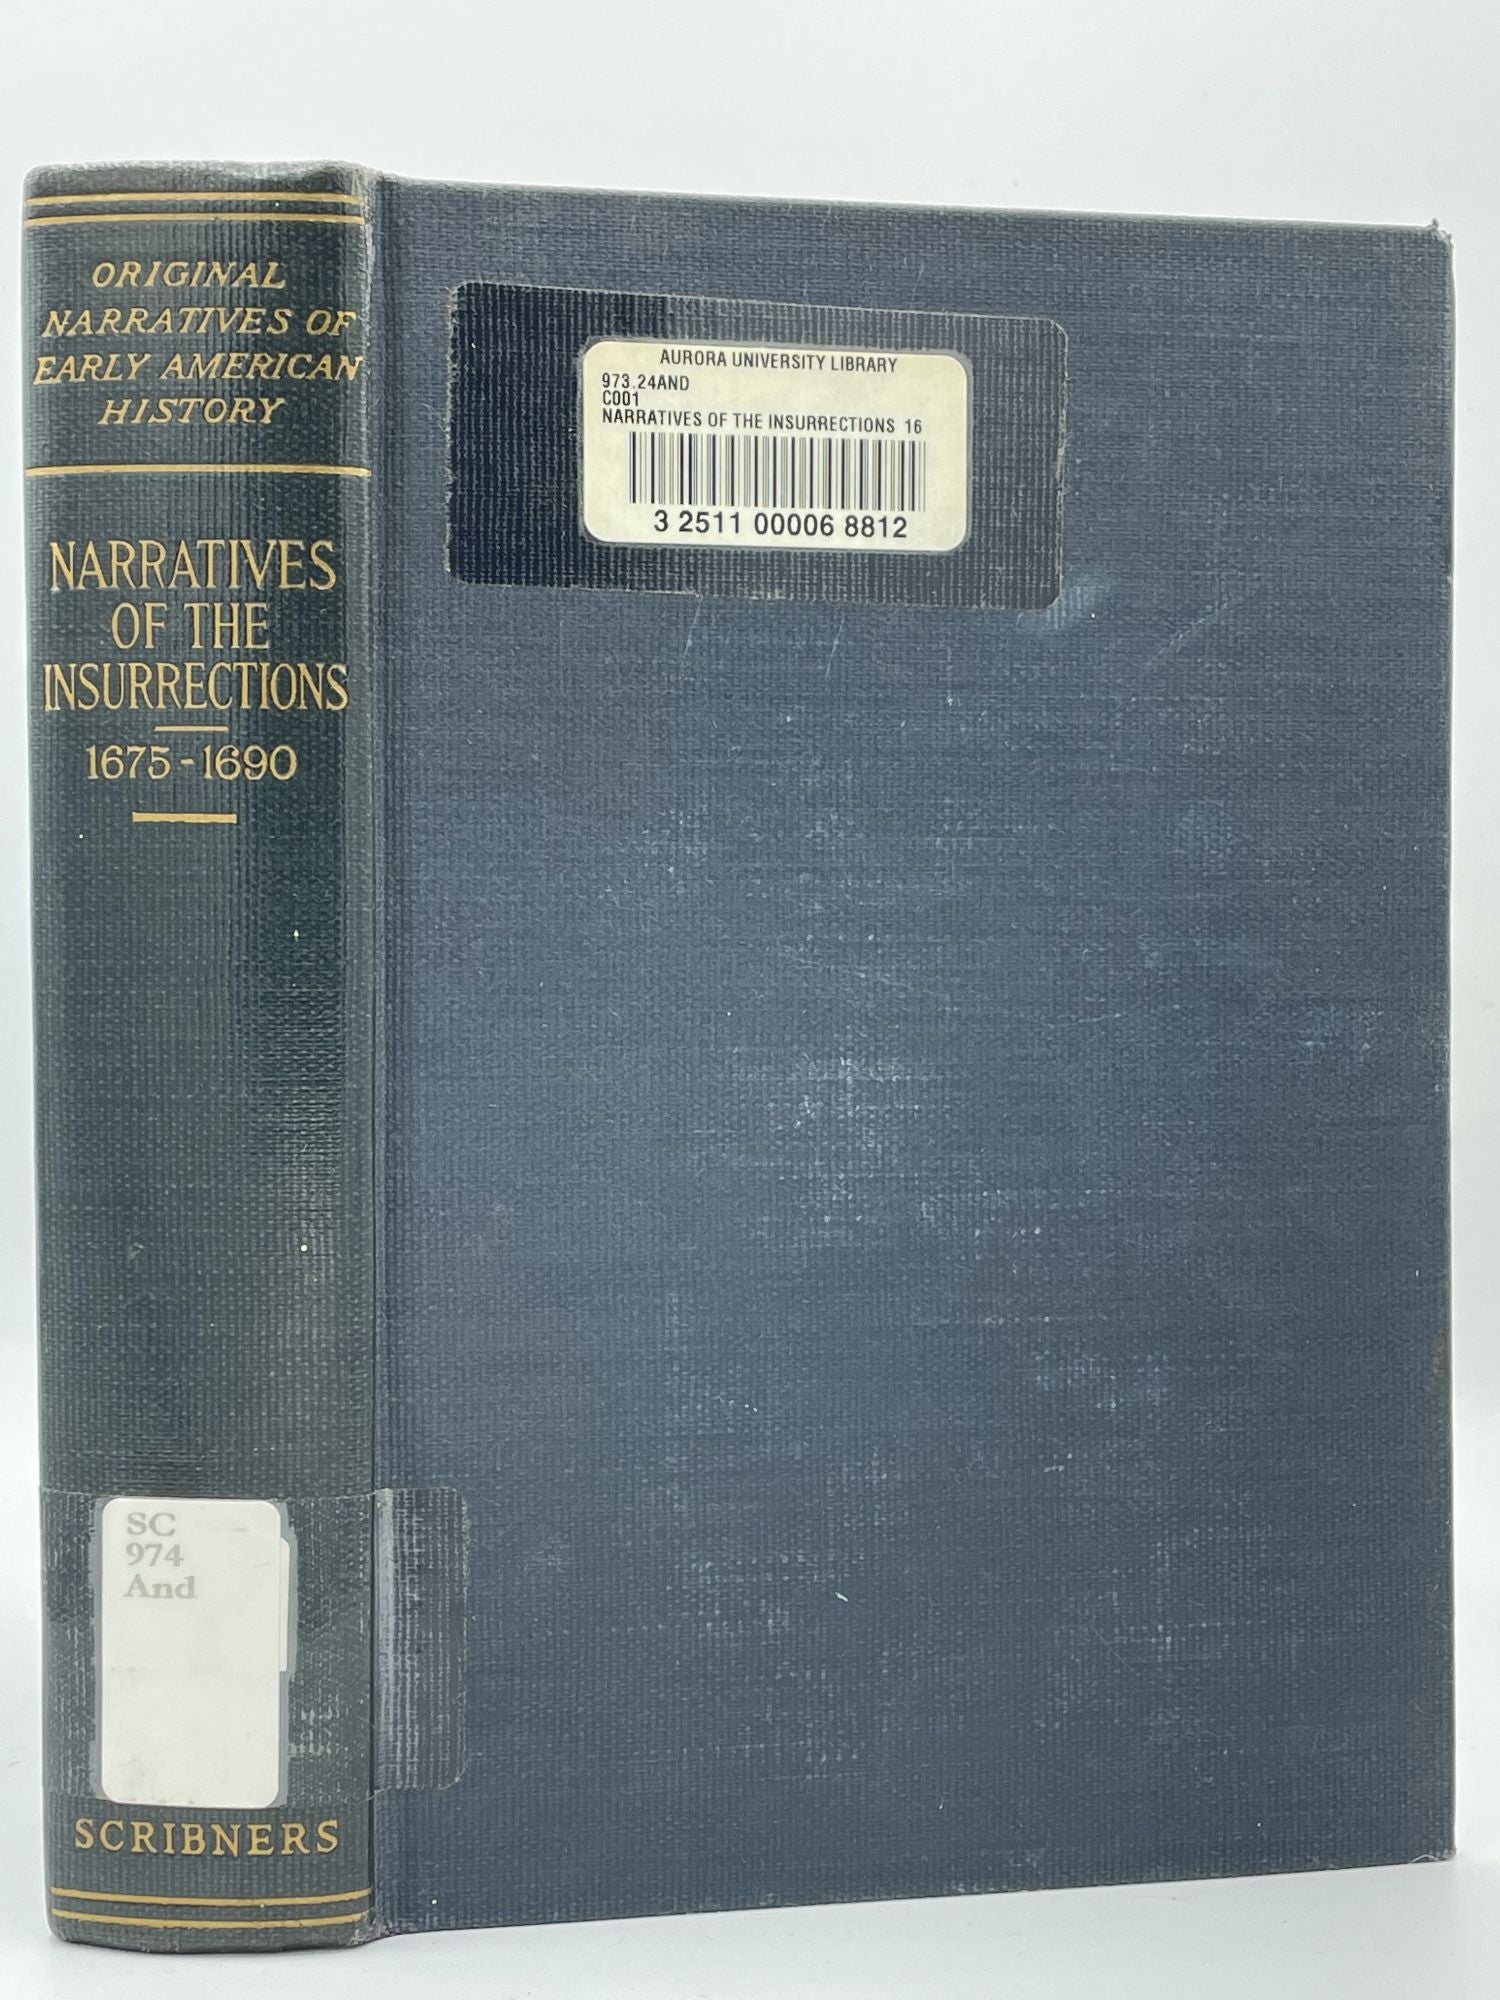 ORIGINAL
NARRATIVES OF
EARLY AMERICAN
HISTORY
NARRATIVES
OF THE
INSURRECTIONS
1675-1690
SC
974
And
SCRIBNERS
AURORA UNIVERSITY LIBRARY
973.24AND
C001
NARRATIVES OF THE INSURRECTIONS 16
3 2511 00006 8812